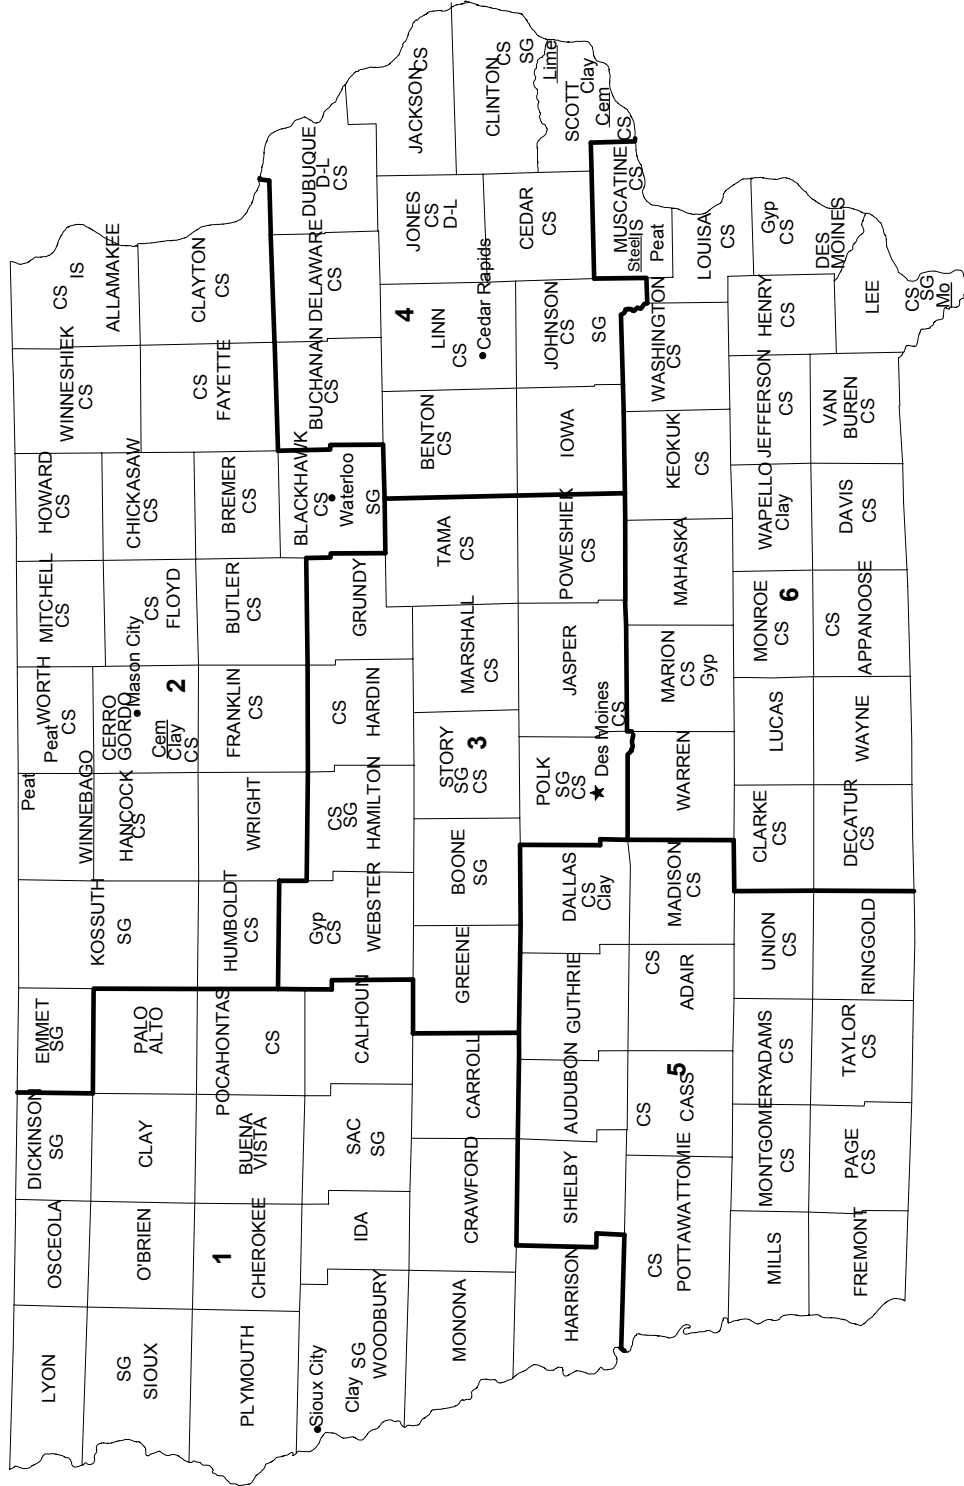 LYON
OSCEOLA
DICKINSON
SG
EMMET
SG
KOSSUTH
SG
WINNEBAGO
Peat
Peat
WORTH
CS
MITCHELL
CS
HOWARD
CS
WINNESHIEK
CS
CS
IS
ALLAMAKEE
SG
SIOUX
O'BRIEN
CLAY
PALO
ALTO
HANCOCK
CS
CERRO
GORDO
Mason City
Cem
Clay
CS
2
CS
FLOYD
CHICKASAW
CS
CLAYTON
CS
PLYMOUTH
1
CHEROKEE
BUENA
VISTA
POCAHONTAS
CS
HUMBOLDT
CS
WRIGHT
FRANKLIN
CS
BUTLER
CS
BREMER
CS
CS
FAYETTE
Sioux City
Clay SG
WOODBURY
IDA
SAC
SG
CALHOUN
Gyp
CS
WEBSTER
CS
SG
HAMILTON
CS
HARDIN
GRUNDY
BLACKHAWK
CS
Waterloo
SG
BUCHANAN
CS
DELAWARE
CS
DUBUQUE
D-L
CS
MONONA
CRAWFORD
CARROLL
GREENE
BOONE
SG
STORY
SG
CS
3
MARSHALL
CS
TAMA
CS
BENTON
CS
4
LINN
CS
Cedar Rapids
JONES
CS
D-L
JACKSON
CS
HARRISON
SHELBY
AUDUBON
GUTHRIE
DALLAS
CS
Clay
POLK
SG
CS
Des Moines
JASPER
CS
POWESHIEK
CS
IOWA
JOHNSON
CS
SG
CEDAR
CS
CLINTON
CS
SG
Lime
SCOTT
Clay
Cem
CS
CS
POTTAWATTOMIE
CS
CASS
5
CS
ADAIR
MADISON
CS
WARREN
MARION
CS
Gyp
MAHASKA
KEOKUK
CS
WASHINGTON
CS
MUSCATINE
CS
Steel
IS
Peat
LOUISA
CS
MILLS
MONTGOMERY
CS
ADAMS
CS
UNION
CS
CLARKE
CS
LUCAS
MONROE
CS
6
WAPELLO
Clay
JEFFERSON
CS
HENRY
CS
Gyp
CS
DES
MOINES
FREMONT
PAGE
CS
TAYLOR
CS
RINGGOLD
DECATUR
CS
WAYNE
CS
APPANOOSE
DAVIS
CS
VAN
BUREN
CS
LEE
CS
SG
Mo